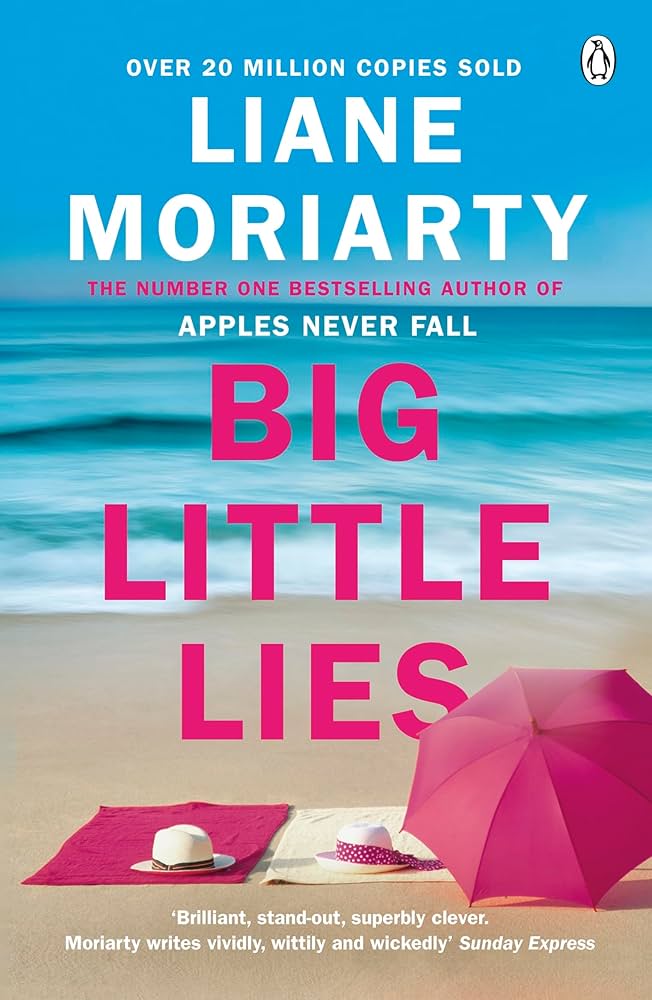 OVER 20 MILLION COPIES SOLD
LIANE
MORIARTY
THE NUMBER ONE BESTSELLING AUTHOR OF
APPLES NEVER FALL
BIG
LITTLE
LIES
‘Brilliant, stand-out, superbly clever.
Moriarty writes vividly, wittily and wickedly’ Sunday Express